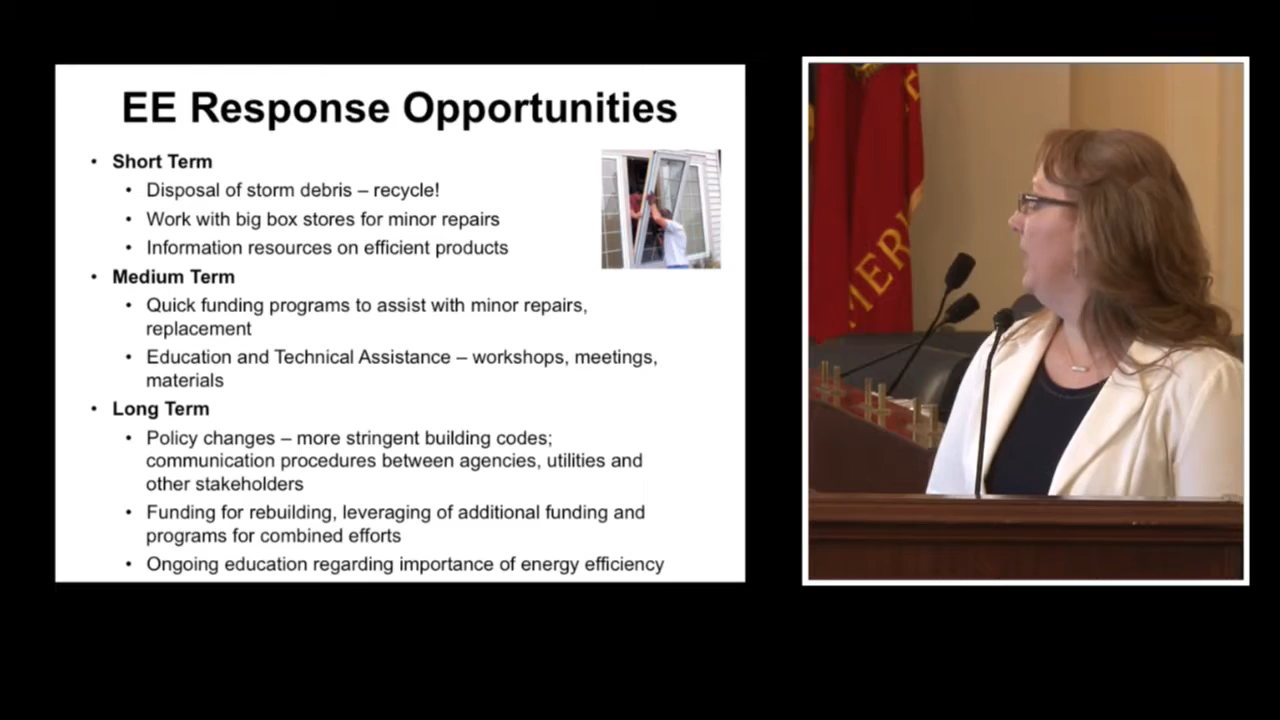 EE Response Opportunities
• Short Term
• Disposal of storm debris – recycle!
• Work with big box stores for minor repairs
• Information resources on efficient products
• Medium Term
• Quick funding programs to assist with minor repairs,
replacement
• Education and Technical Assistance – workshops, meetings,
materials
• Long Term
• Policy changes – more stringent building codes;
communication procedures between agencies, utilities and
other stakeholders
• Funding for rebuilding, leveraging of additional funding and
programs for combined efforts
• Ongoing education regarding importance of energy efficiency
MERI